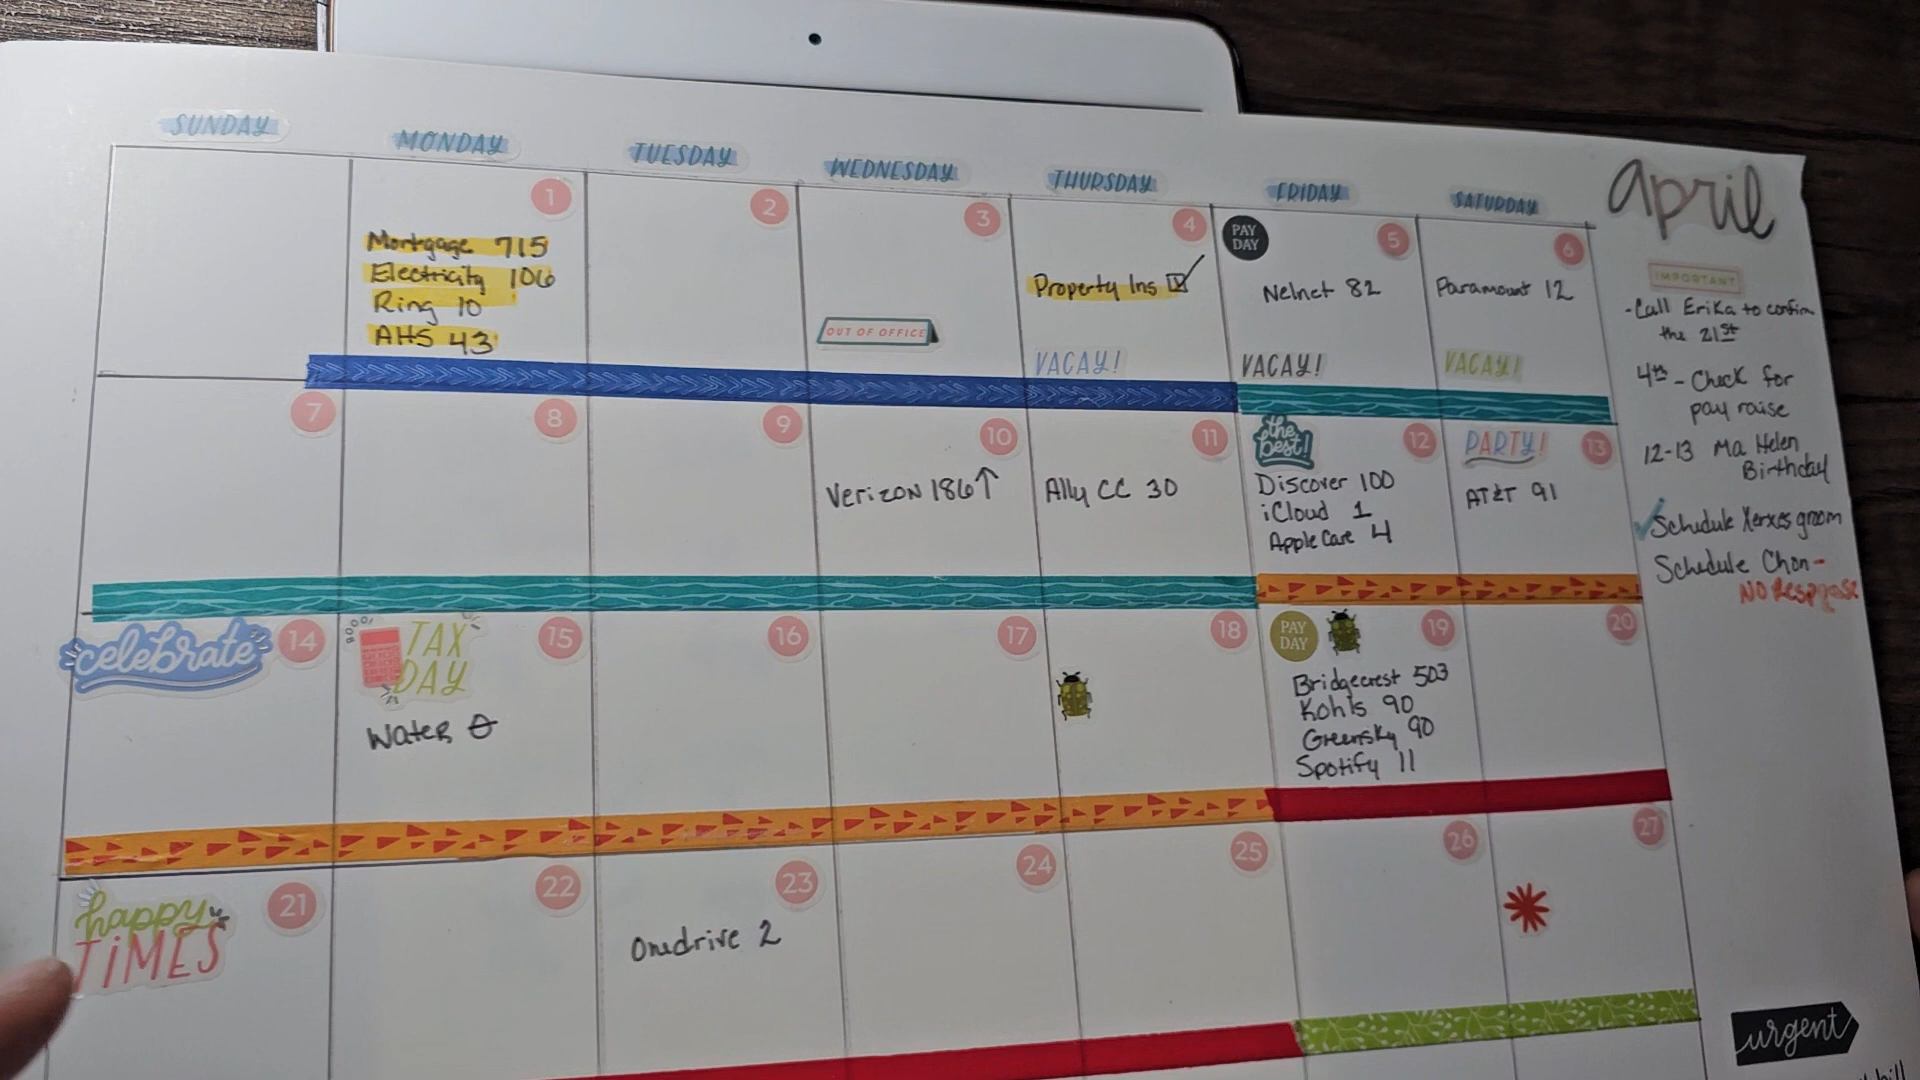 SUNDAY
MONDAY
TUESDAY
WEDNESDAY
THURSDAY
FRIDAY
SATURDAY
april
1
Mortgage 715
Electricity 106
Ring 10
AHS 43
2
3
OUT OF OFFICE
4
Property Ins
VACAY!
PAY
DAY
5
Nelnet 82
VACAY!
6
Paramount 12
VACAY!
IMPORTANT
- Call Erika to confirm
the 21st
4th - Check for
pay raise
12-13 Ma Helen
Birthday
Schedule Xerxes groom
Schedule Chon-
NO Response
7
8
9
10
Verizon 186↑
11
Ally CC 30
the
best!
12
Discover 100
iCloud 1
Apple Care 4
PARTY!
13
AT&T 91
celebrate
14
TAX
DAY
15
Water 0
16
17
18
PAY
DAY
19
Bridgecrest 503
Kohls 90
Greensky 90
Spotify 11
20
happy
TIMES
21
22
23
Onedrive 2
24
25
26
27
urgent